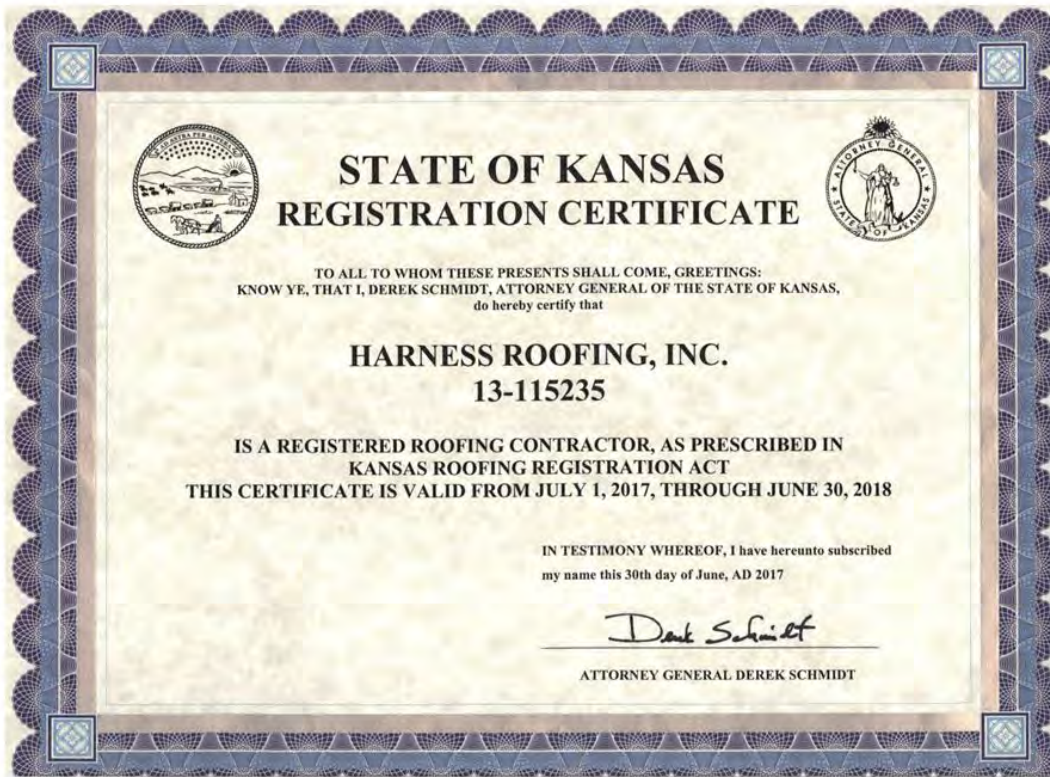 AD ASTRA PER ASPERA
ATTORNEY GENERAL
STATE OF KANSAS
STATE OF KANSAS
REGISTRATION CERTIFICATE
TO ALL TO WHOM THESE PRESENTS SHALL COME, GREETINGS:
KNOW YE, THAT I, DEREK SCHMIDT, ATTORNEY GENERAL OF THE STATE OF KANSAS,
do hereby certify that
HARNESS ROOFING, INC.
13-115235
IS A REGISTERED ROOFING CONTRACTOR, AS PRESCRIBED IN
KANSAS ROOFING REGISTRATION ACT
THIS CERTIFICATE IS VALID FROM JULY 1, 2017, THROUGH JUNE 30, 2018
IN TESTIMONY WHEREOF, I have hereunto subscribed
my name this 30th day of June, AD 2017
Derek Schmidt
ATTORNEY GENERAL DEREK SCHMIDT